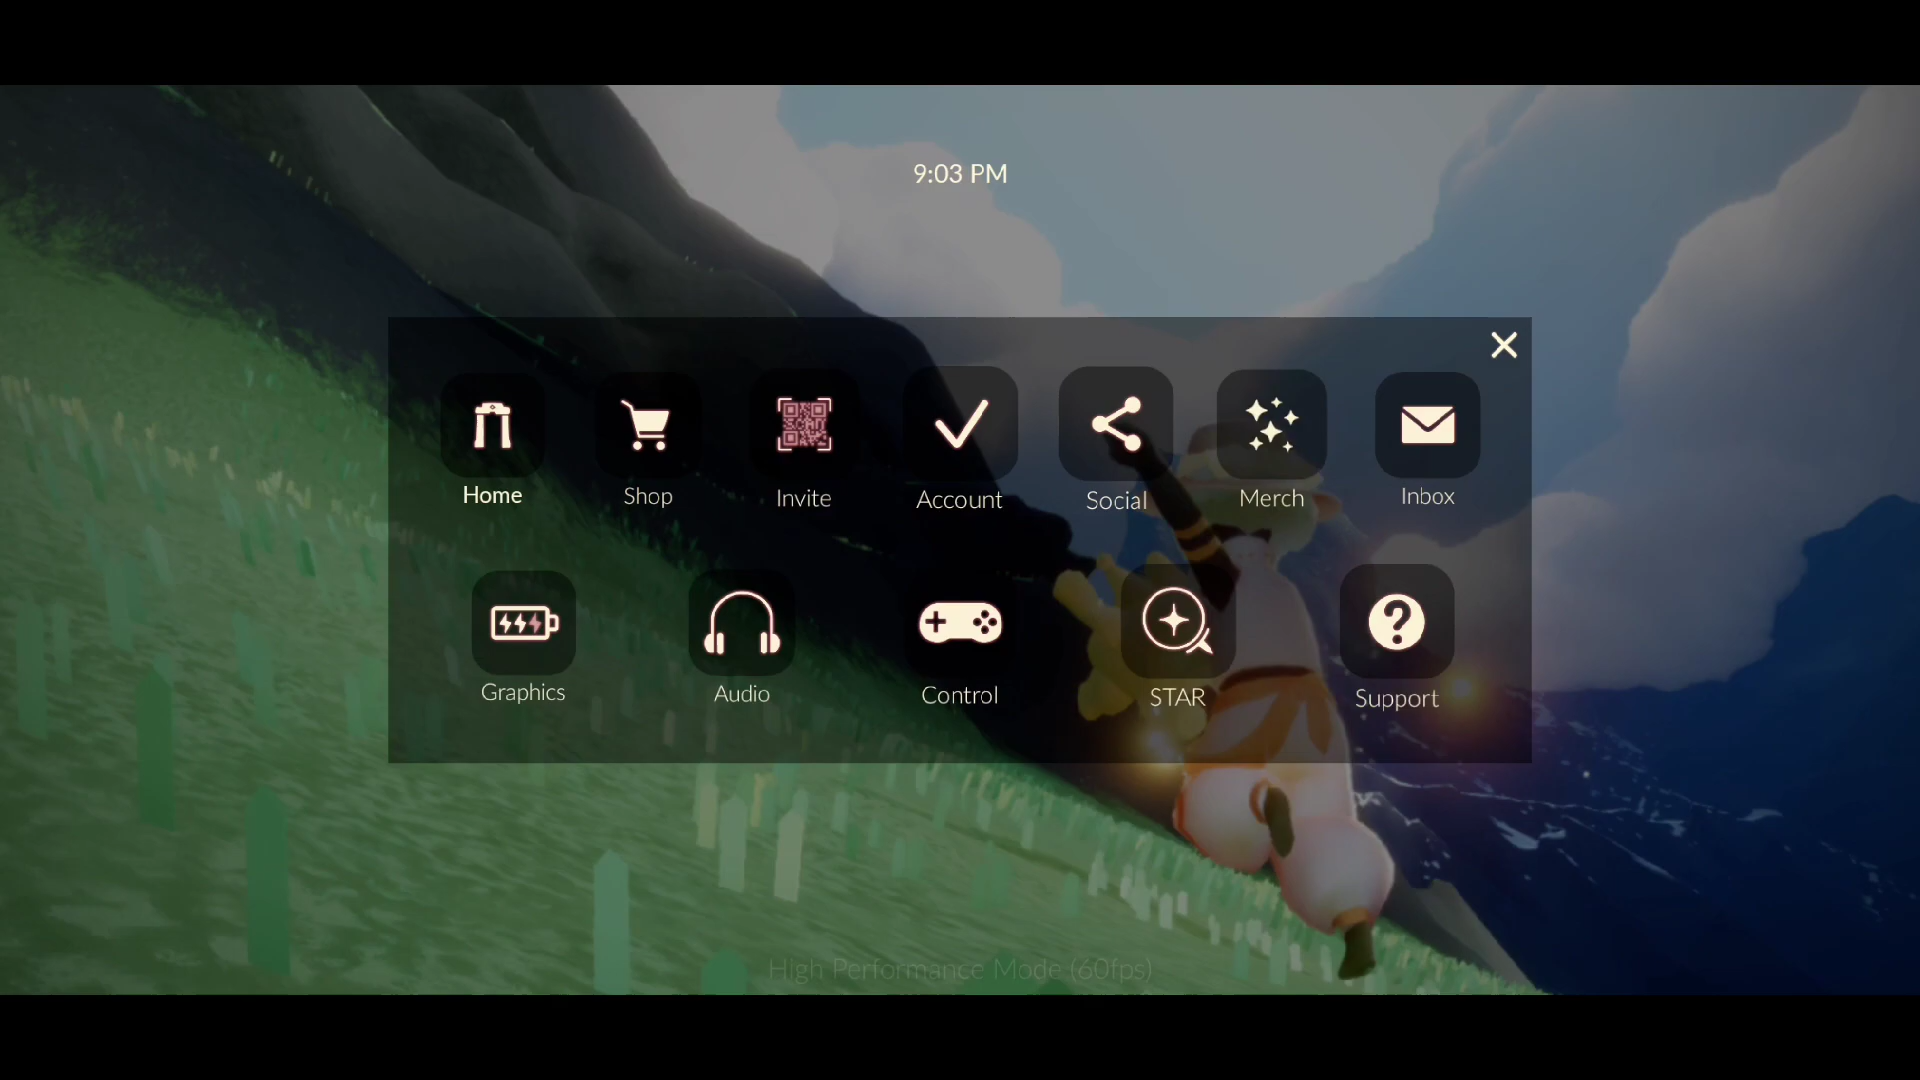 9:03 PM
Home
Shop
SCAN
Invite
Account
Social
Merch
Inbox
Graphics
Audio
Control
STAR
Support
High Performance Mode (60fps)